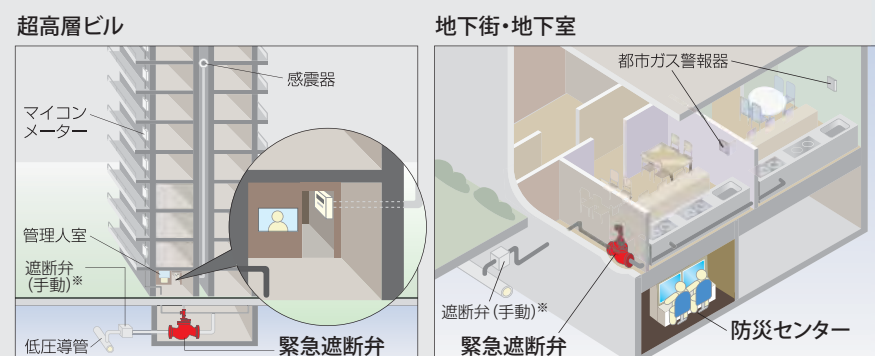 超高層ビル
感震器
マイコン
メーター
管理人室
遮断弁
(手動)※
低圧導管
緊急遮断弁
地下街・地下室
都市ガス警報器
遮断弁(手動)※
緊急遮断弁
防災センター